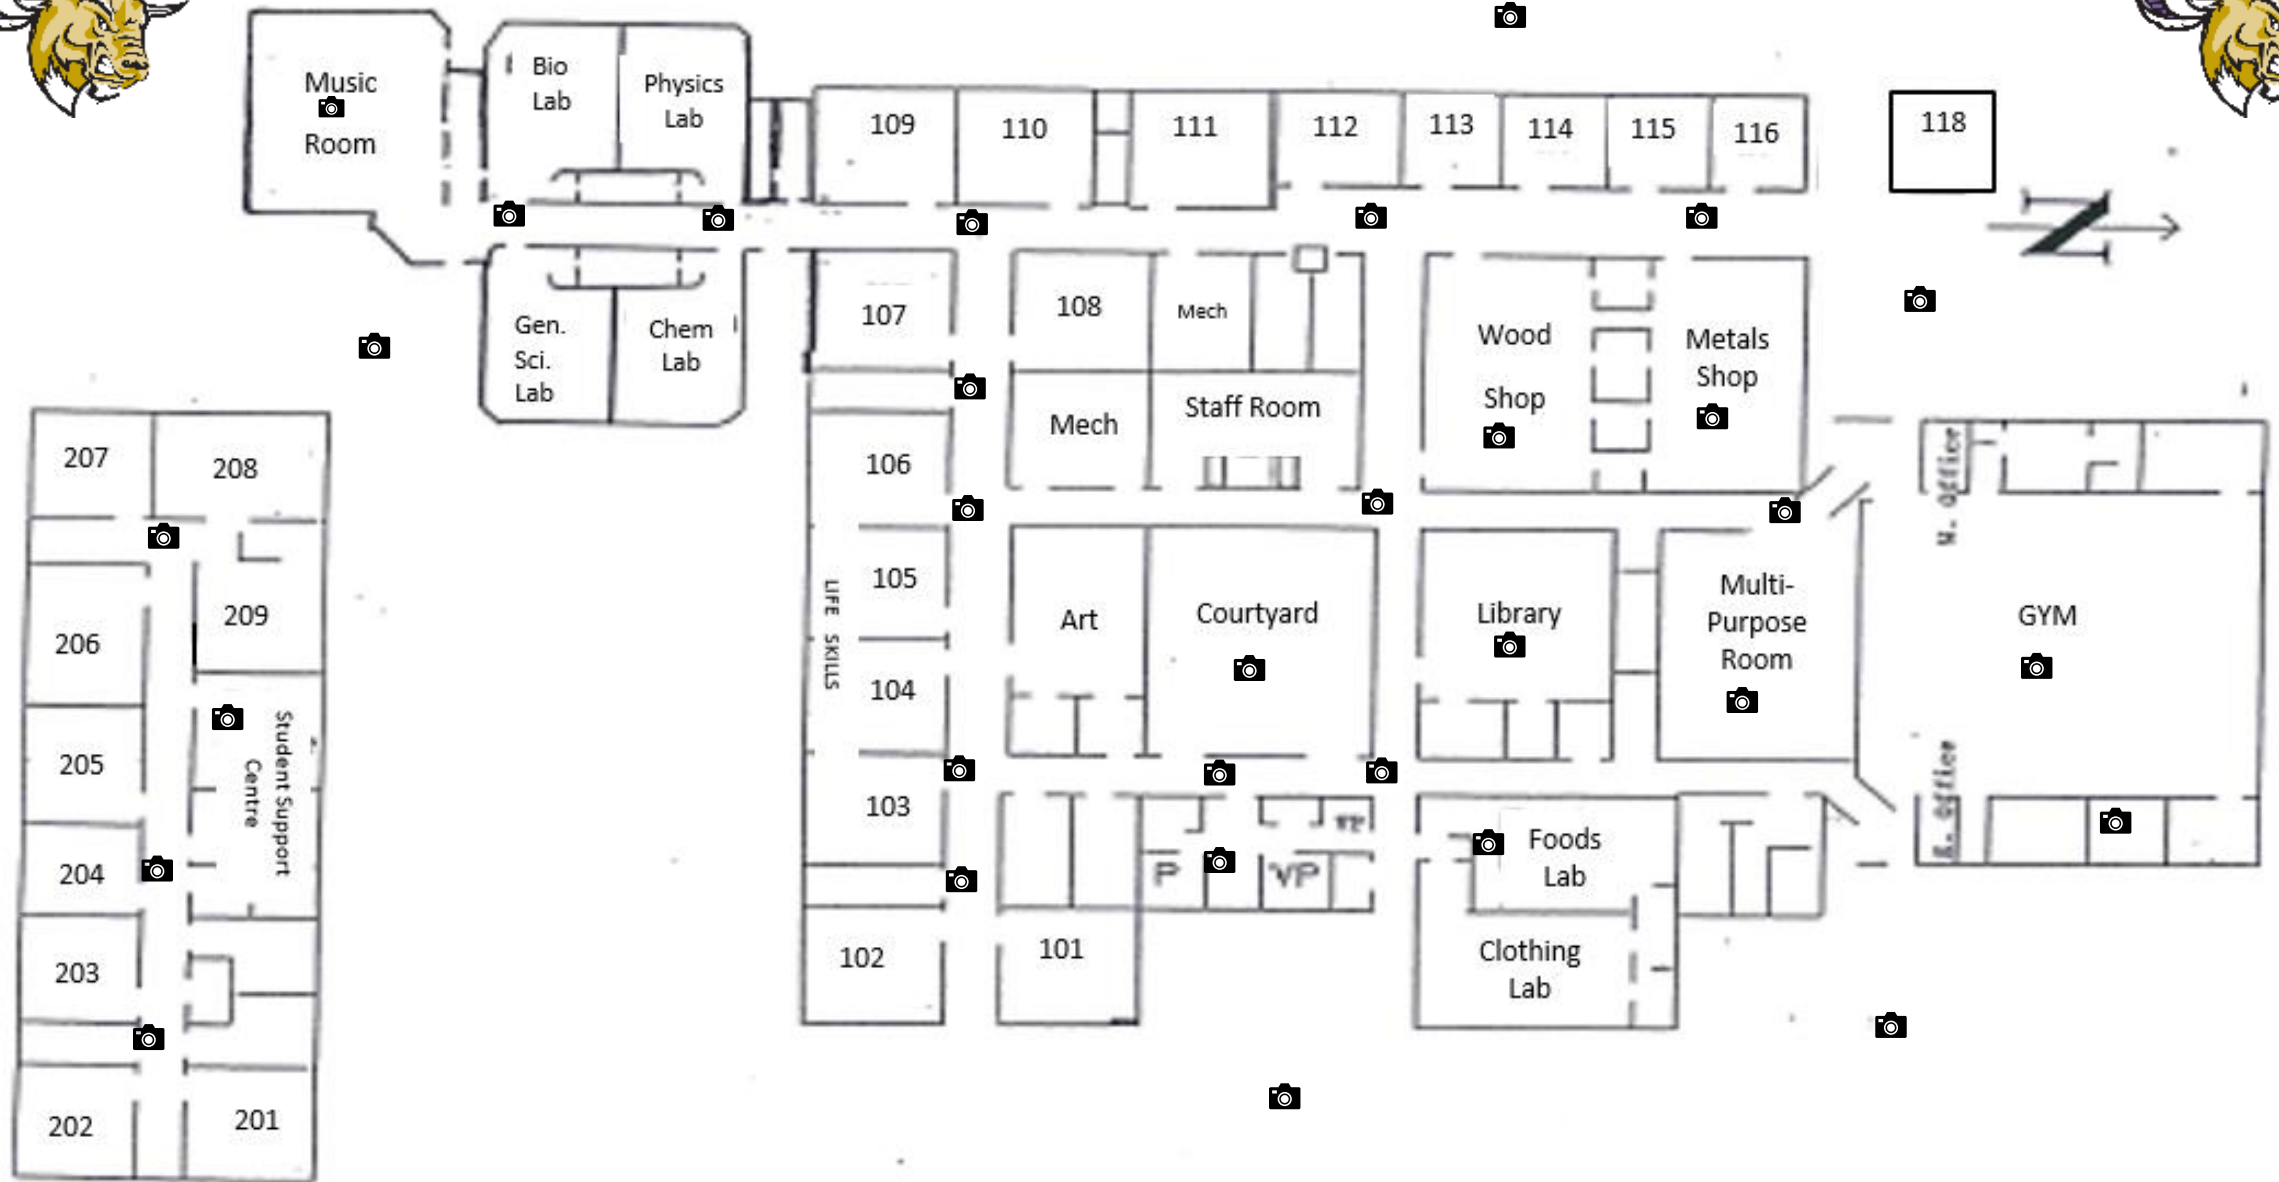 Music
Room
Bio
Lab
Physics
Lab
109
110
111
112
113
114
115
116
118
N
107
108
Mech
Gen.
Sci.
Lab
Chem
Lab
Wood
Shop
Metals
Shop
Mech
Staff Room
106
207
208
105
LIFE SKILLS
Art
Courtyard
Library
Multi-
Purpose
Room
GYM
206
209
104
205
Student Support
Centre
103
204
P
VP
Foods
Lab
203
102
101
Clothing
Lab
202
201